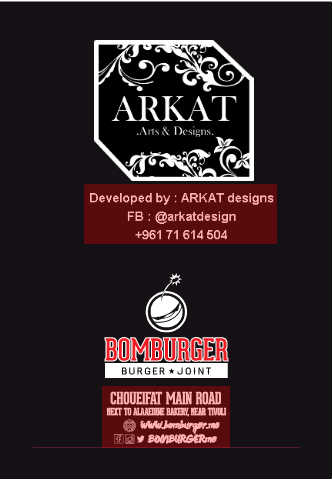 ARKAT
.Arts & Designs.
Developed by : ARKAT designs
FB : @arkatdesign
+961 71 614 504
BOMBURGER
BURGER ★ JOINT
CHOUEIFAT MAIN ROAD
NEXT TO ALAAEDINE BAKERY, NEAR TIVOLI
www.bomburger.me
BOMBURGERme